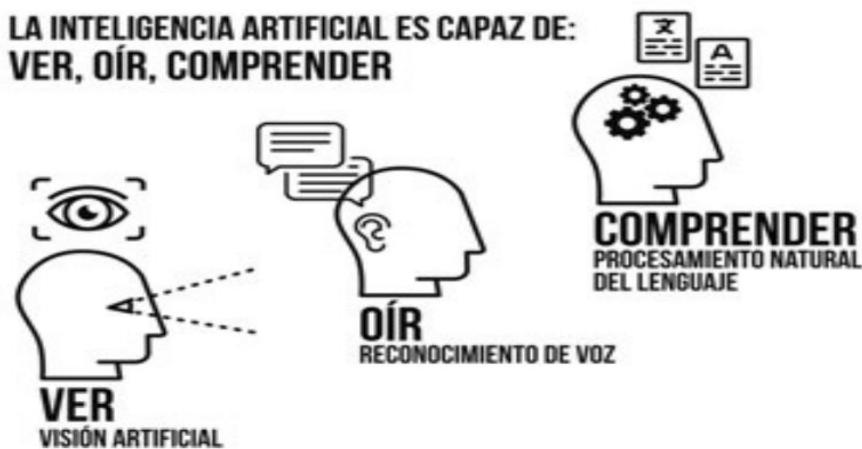 LA INTELIGENCIA ARTIFICIAL ES CAPAZ DE:
VER, OÍR, COMPRENDER
A
COMPRENDER
PROCESAMIENTO NATURAL
DEL LENGUAJE
OÍR
RECONOCIMIENTO DE VOZ
VER
VISIÓN ARTIFICIAL